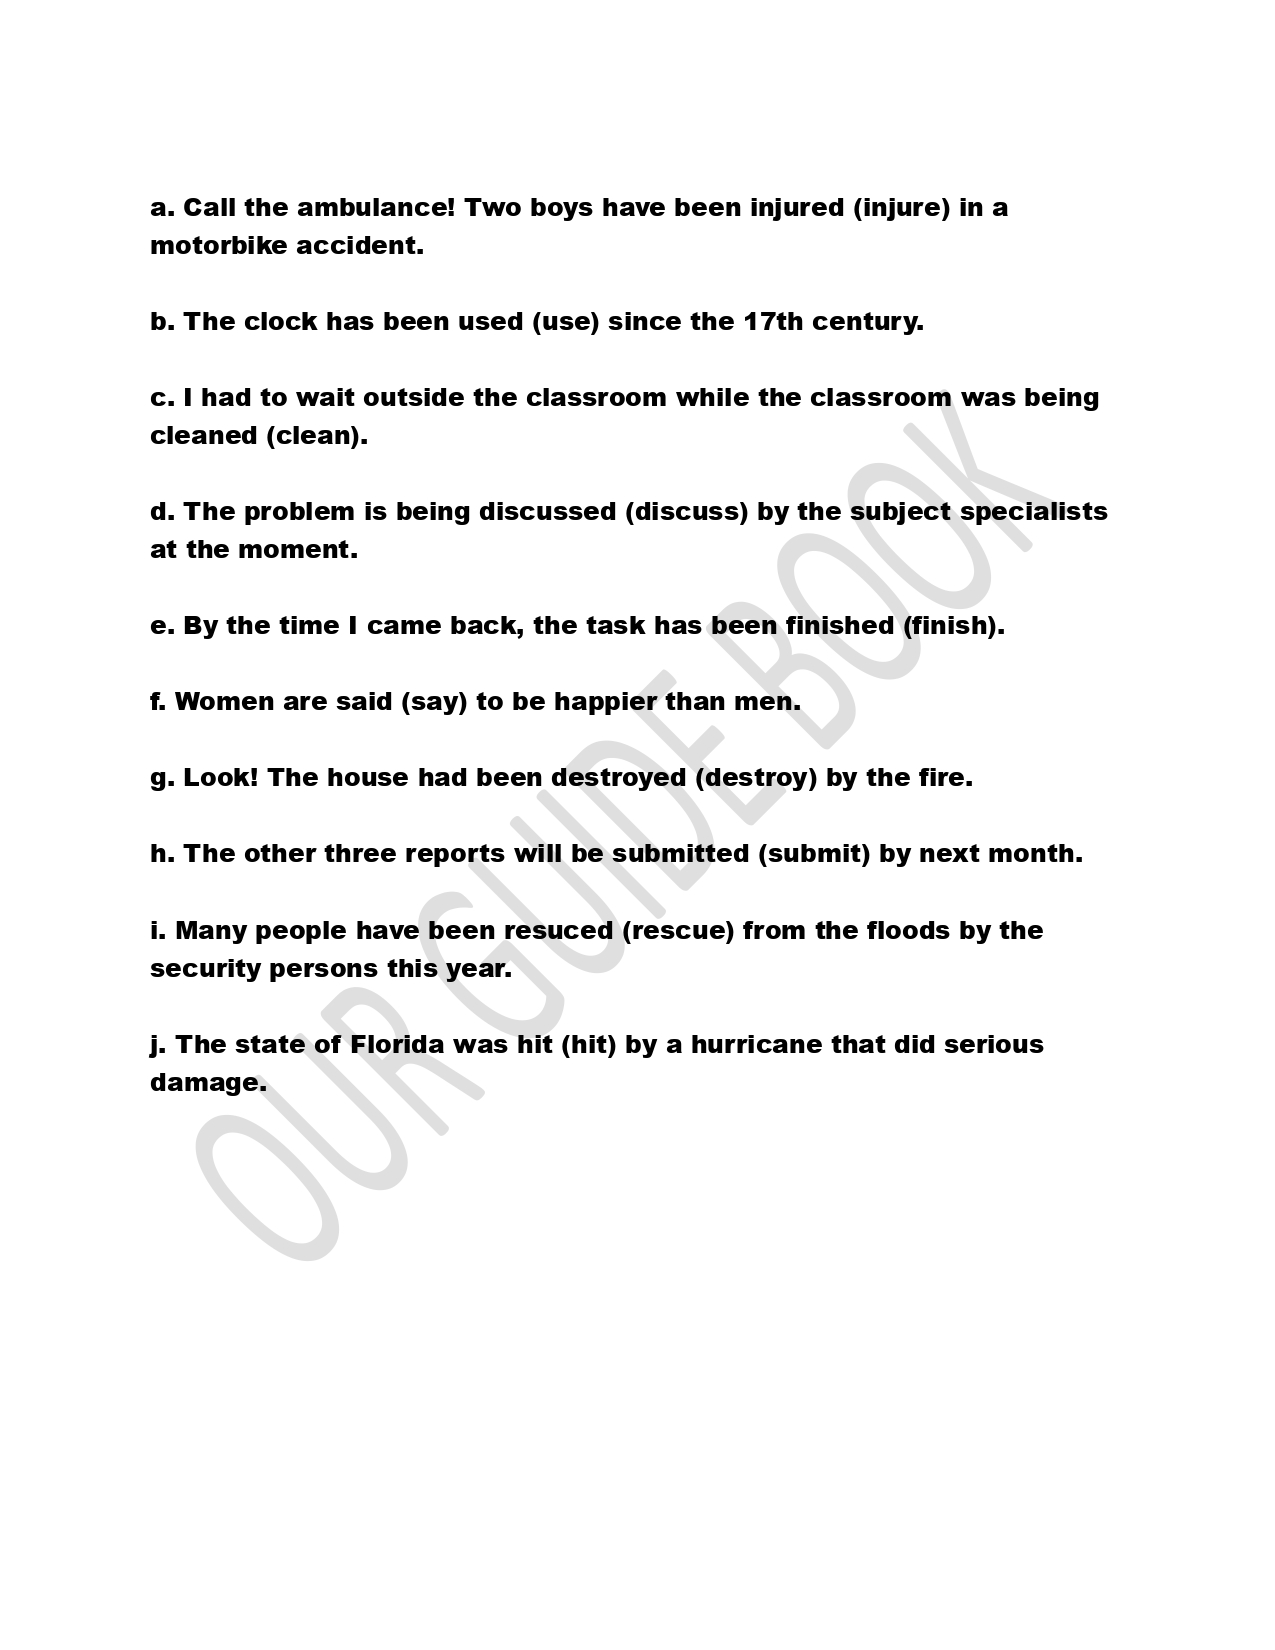 a. Call the ambulance! Two boys have been injured (injure) in a
motorbike accident.
b. The clock has been used (use) since the 17th century.
c. I had to wait outside the classroom while the classroom was being
cleaned (clean).
d. The problem is being discussed (discuss) by the subject specialists
at the moment.
e. By the time I came back, the task has been finished (finish).
f. Women are said (say) to be happier than men.
g. Look! The house had been destroyed (destroy) by the fire.
h. The other three reports will be submitted (submit) by next month.
i. Many people have been resuced (rescue) from the floods by the
security persons this year.
j. The state of Florida was hit (hit) by a hurricane that did serious
damage.
OUR GUIDE BOOK